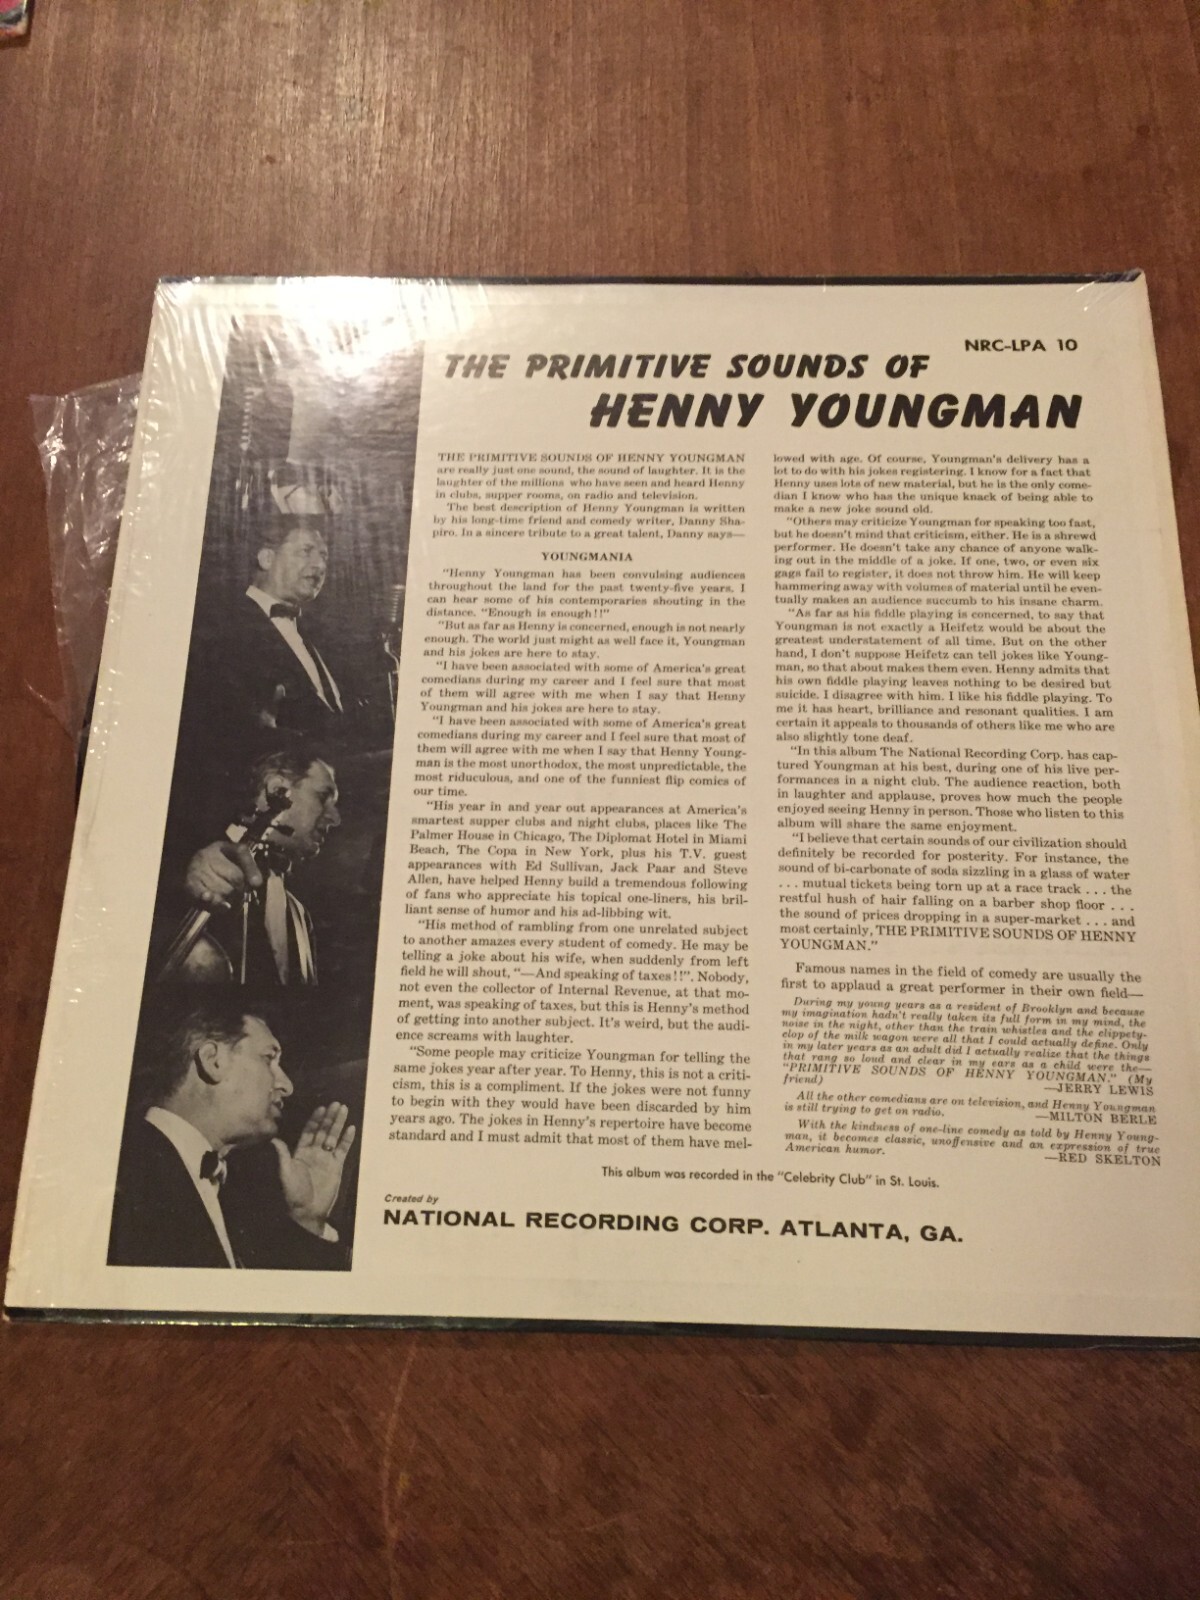 NRC-LPA 10
THE PRIMITIVE SOUNDS OF
HENNY YOUNGMAN
THE PRIMITIVE SOUNDS OF HENNY YOUNGMAN
are really just one sound, the sound of laughter. It is the
laughter of the millions who have seen and heard Henny
in clubs, supper rooms, on radio and television.
The best description of Henny Youngman is written
by his long-time friend and comedy writer, Danny Sha-
piro. In a sincere tribute to a great talent, Danny says—
YOUNGMANIA
"Henny Youngman has been convulsing audiences
throughout the land for the past twenty-five years. I
can hear some of his contemporaries shouting in the
distance. "Enough is enough!!"
"But as far as Henny is concerned, enough is not nearly
enough. The world just might as well face it, Youngman
and his jokes are here to stay.
"I have been associated with some of America's great
comedians during my career and I feel sure that most
of them will agree with me when I say that Henny
Youngman and his jokes are here to stay.
"I have been associated with some of America's great
comedians during my career and I feel sure that most of
them will agree with me when I say that Henny Young-
man is the most unorthodox, the most unpredictable, the
most riduculous, and one of the funniest flip comics of
our time.
"His year in and year out appearances at America's
smartest supper clubs and night clubs, places like The
Palmer House in Chicago, The Diplomat Hotel in Miami
Beach, The Copa in New York, plus his T.V. guest
appearances with Ed Sullivan, Jack Paar and Steve
Allen, have helped Henny build a tremendous following
of fans who appreciate his topical one-liners, his bril-
liant sense of humor and his ad-libbing wit.
"His method of rambling from one unrelated subject
to another amazes every student of comedy. He may be
telling a joke about his wife, when suddenly from left
field he will shout, "—And speaking of taxes!!". Nobody,
not even the collector of Internal Revenue, at that mo-
ment, was speaking of taxes, but this is Henny's method
of getting into another subject. It's weird, but the audi-
ence screams with laughter.
"Some people may criticize Youngman for telling the
same jokes year after year. To Henny, this is not a criti-
cism, this is a compliment. If the jokes were not funny
to begin with they would have been discarded by him
years ago. The jokes in Henny's repertoire have become
standard and I must admit that most of them have mel-
lowed with age. Of course, Youngman's delivery has a
lot to do with his jokes registering. I know for a fact that
Henny uses lots of new material, but he is the only come-
dian I know who has the unique knack of being able to
make a new joke sound old.
"Others may criticize Youngman for speaking too fast,
but he doesn't mind that criticism, either. He is a shrewd
performer. He doesn't take any chance of anyone walk-
ing out in the middle of a joke. If one, two, or even six
gags fail to register, it does not throw him. He will keep
hammering away with volumes of material until he even-
tually makes an audience succumb to his insane charm.
"As far as his fiddle playing is concerned, to say that
Youngman is not exactly a Heifetz would be about the
greatest understatement of all time. But on the other
hand, I don't suppose Heifetz can tell jokes like Young-
man, so that about makes them even. Henny admits that
his own fiddle playing leaves nothing to be desired but
suicide. I disagree with him. I like his fiddle playing. To
me it has heart, brilliance and resonant qualities. I am
certain it appeals to thousands of others like me who are
also slightly tone deaf.
"In this album The National Recording Corp. has cap-
tured Youngman at his best, during one of his live per-
formances in a night club. The audience reaction, both
in laughter and applause, proves how much the people
enjoyed seeing Henny in person. Those who listen to this
album will share the same enjoyment.
"I believe that certain sounds of our civilization should
definitely be recorded for posterity. For instance, the
sound of bi-carbonate of soda sizzling in a glass of water
. . . mutual tickets being torn up at a race track . . . the
restful hush of hair falling on a barber shop floor . . .
the sound of prices dropping in a super-market . . . and
most certainly, THE PRIMITIVE SOUNDS OF HENNY
YOUNGMAN."
Famous names in the field of comedy are usually the
first to applaud a great performer in their own field—
During my young years as a resident of Brooklyn and because
my imagination hadn't really taken its full form in my mind, the
noise in the night, other than the train whistles and the clippety-
clop of the milk wagon were all that I could actually define. Only
in my later years as an adult did I actually realize that the things
that rang so loud and clear in my ears as a child were the—
"PRIMITIVE SOUNDS OF HENNY YOUNGMAN." (My
friend)
—JERRY LEWIS
All the other comedians are on television, and Henny Youngman
is still trying to get on radio.
—MILTON BERLE
With the kindness of one-line comedy as told by Henny Young-
man, it becomes classic, unoffensive and an expression of true
American humor.
—RED SKELTON
This album was recorded in the "Celebrity Club" in St. Louis.
Created by
NATIONAL RECORDING CORP. ATLANTA, GA.